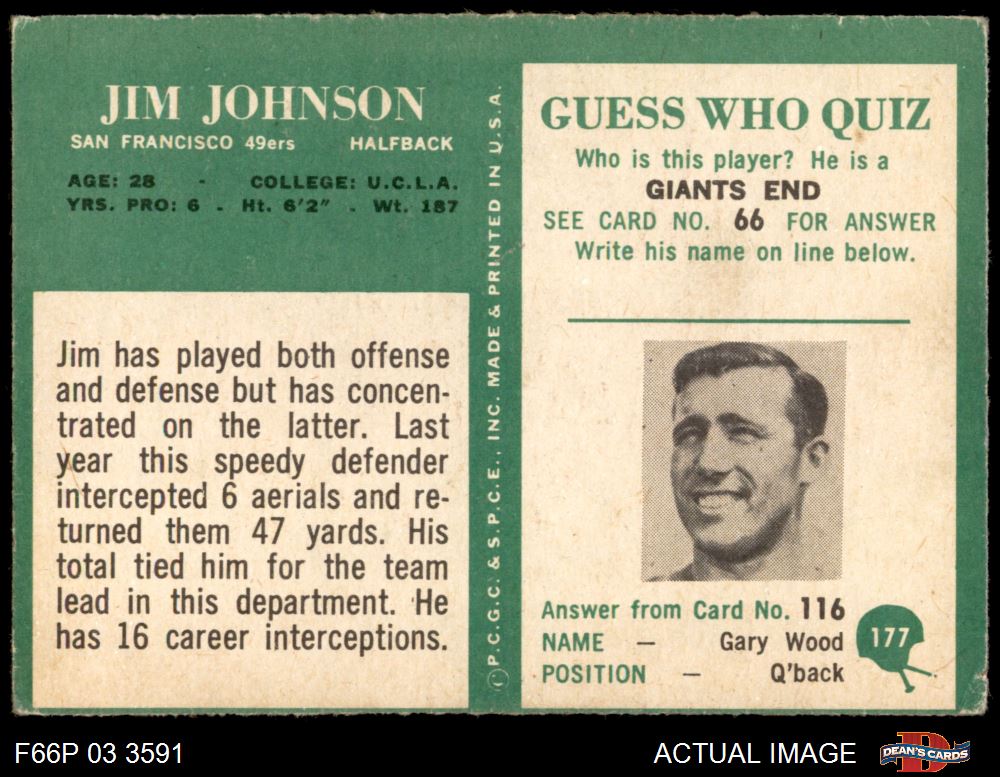 JIM JOHNSON
SAN FRANCISCO 49ers HALFBACK
AGE: 28 - COLLEGE: U.C.L.A.
YRS. PRO: 6 - Ht. 6'2" - Wt. 187
Jim has played both offense
and defense but has concen-
trated on the latter. Last
year this speedy defender
intercepted 6 aerials and re-
turned them 47 yards. His
total tied him for the team
lead in this department. He
has 16 career interceptions.
© P.C.G.C. & S.P.C.E., INC. MADE & PRINTED IN U.S.A.
GUESS WHO QUIZ
Who is this player? He is a
GIANTS END
SEE CARD NO. 66 FOR ANSWER
Write his name on line below.
Answer from Card No. 116
NAME — Gary Wood
POSITION — Q'back
177
F66P 03 3591
ACTUAL IMAGE
D
DEAN'S CARDS